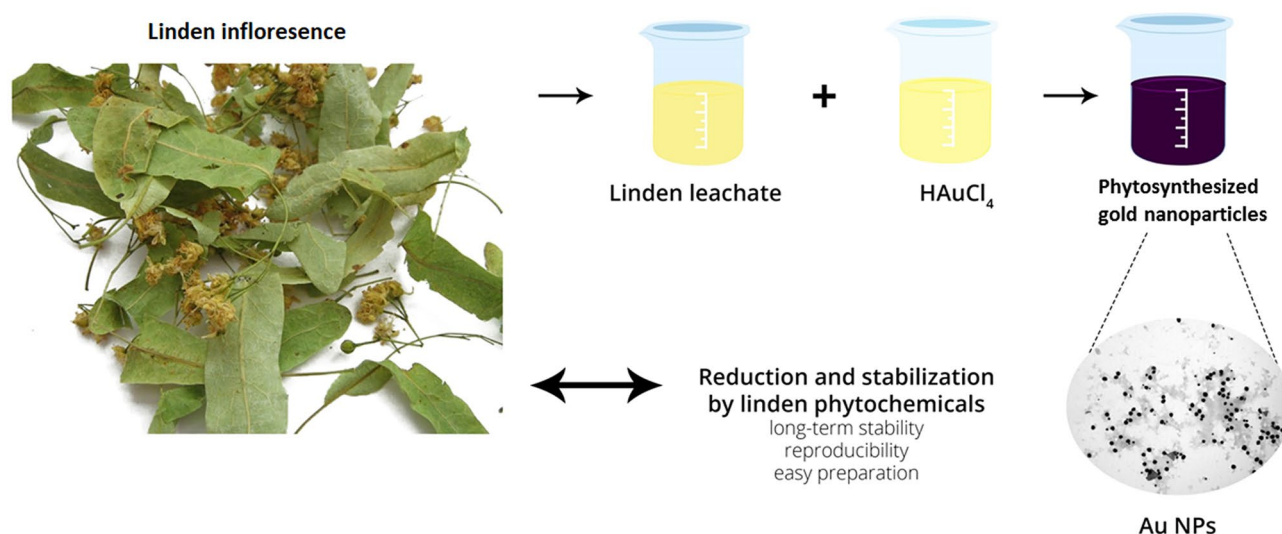 Linden infloresence
Linden leachate
+
HAuCl₄
Phytosynthesized
gold nanoparticles
Reduction and stabilization
by linden phytochemicals
long-term stability
reproducibility
easy preparation
Au NPs